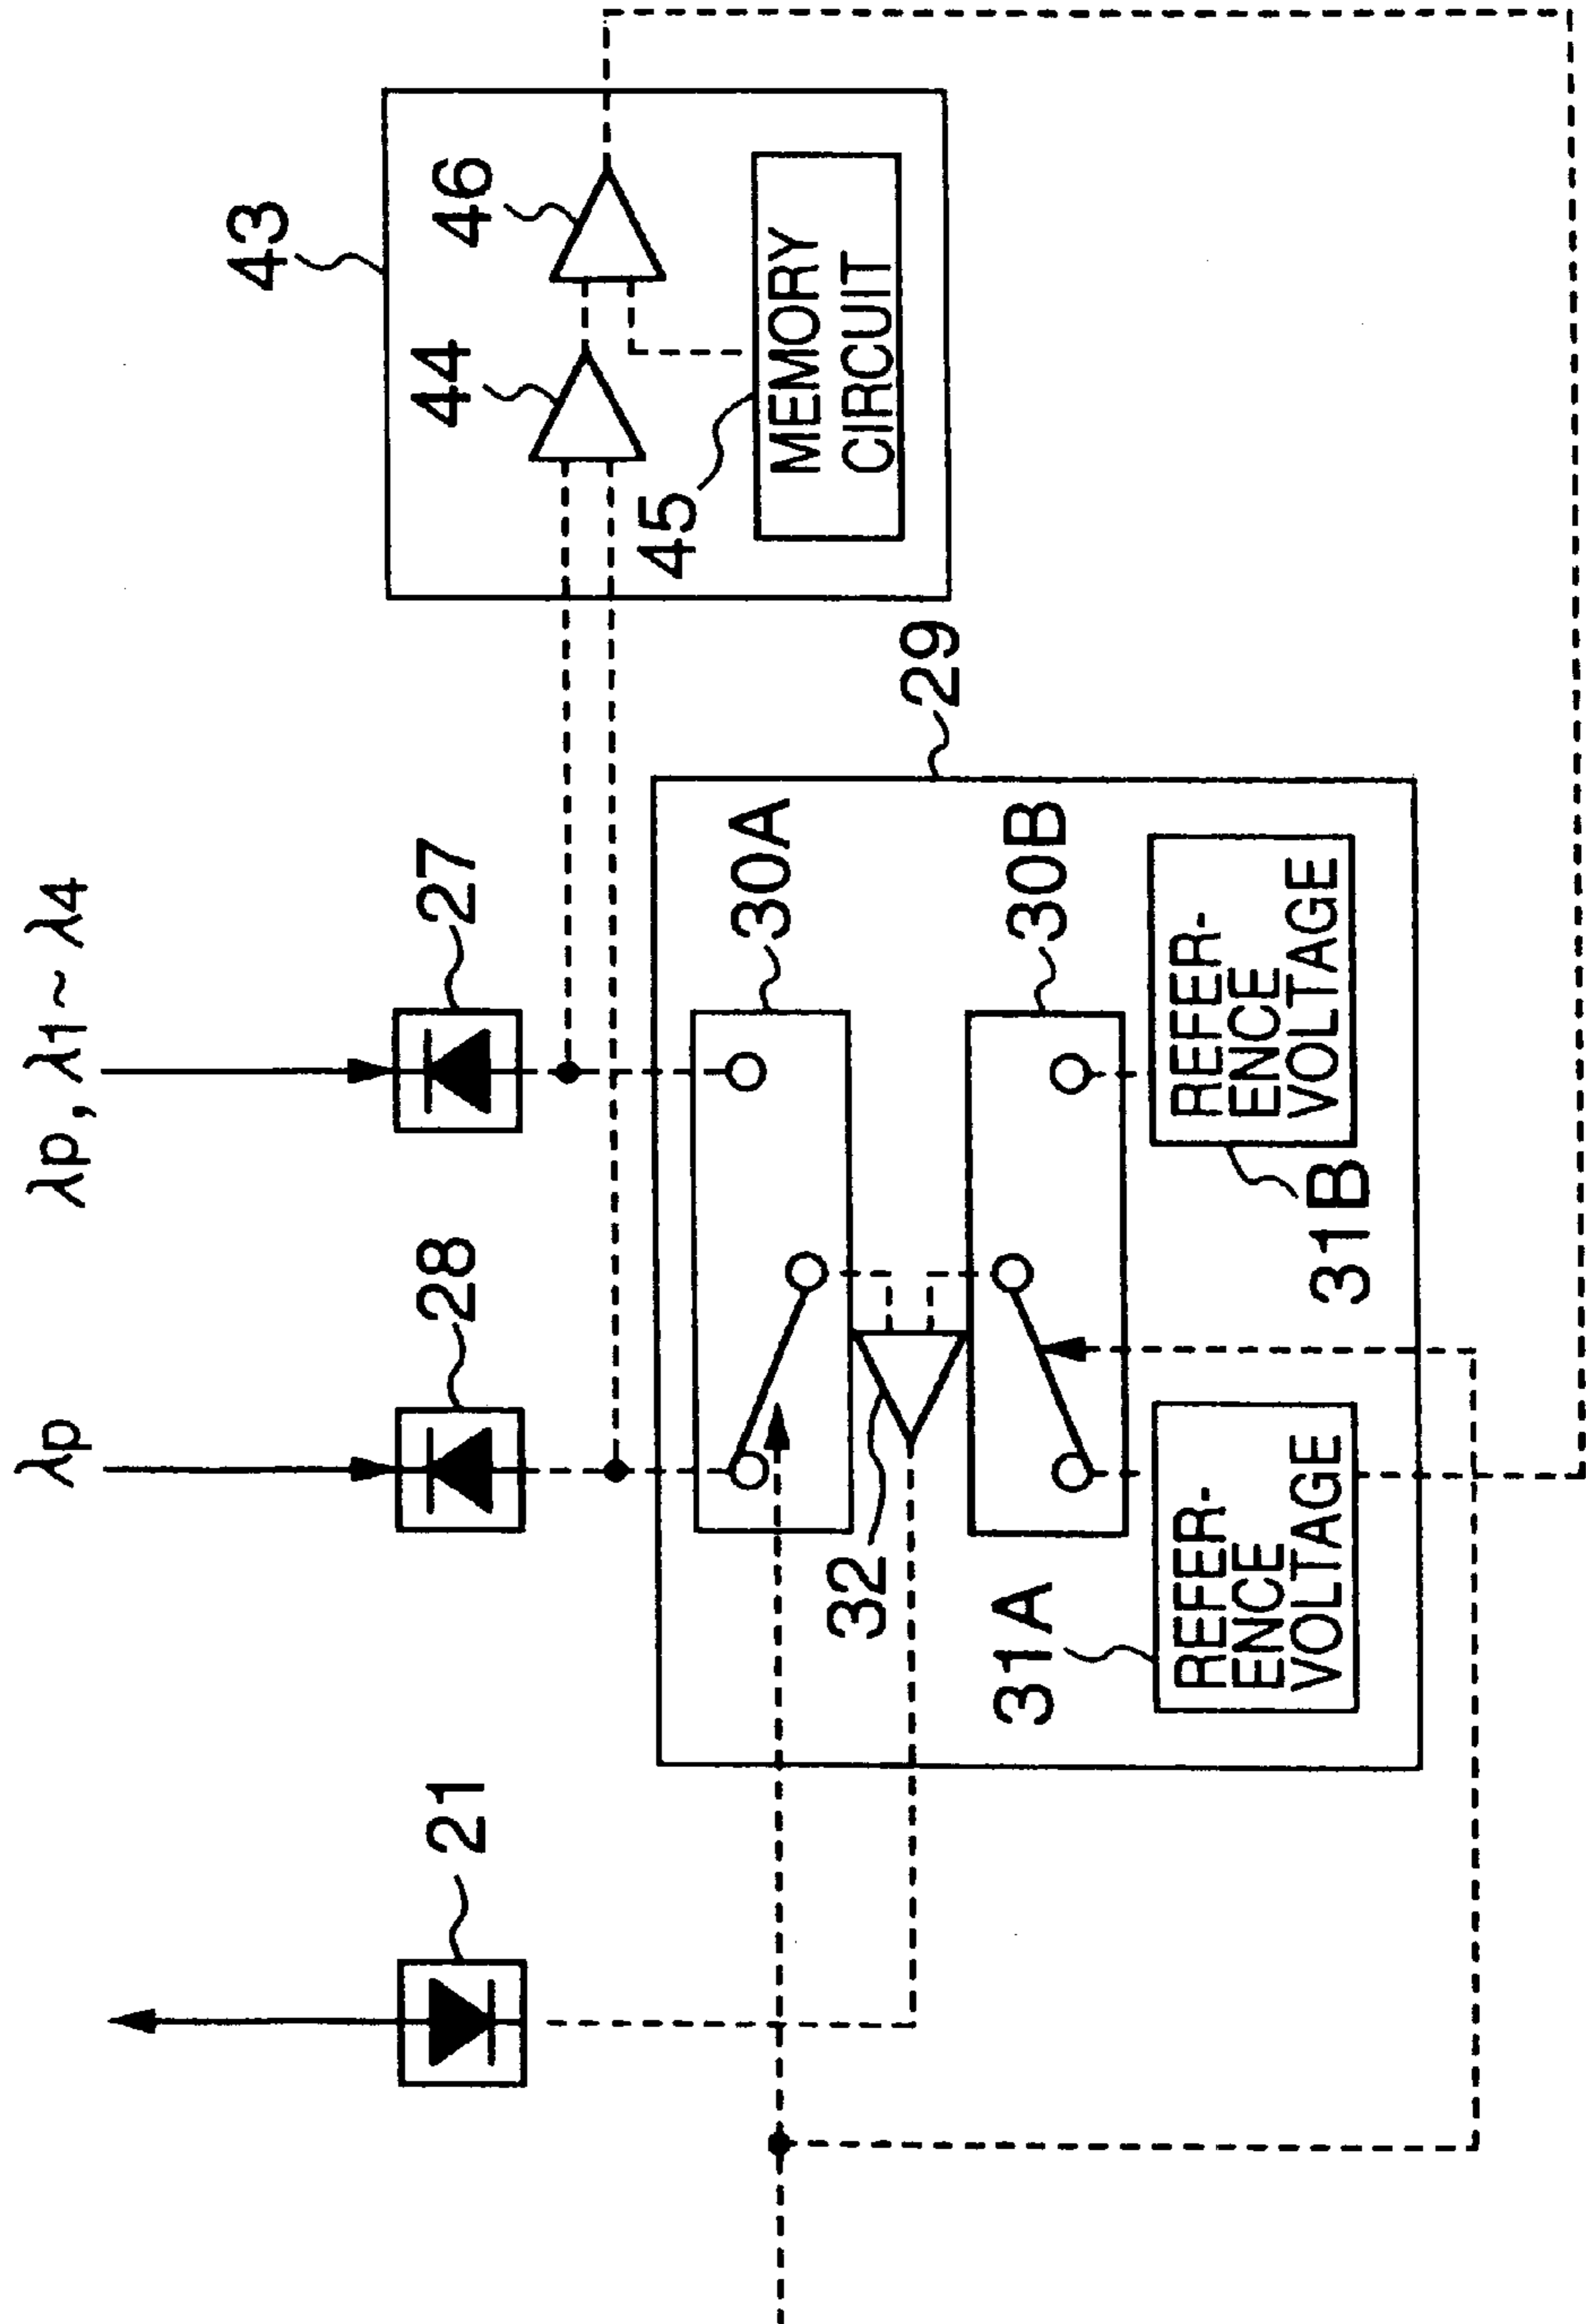 λp
λp, λ1~λ4
21
28
27
43
44
46
45
MEMORY
CIRCUIT
29
30A
32
30B
31A
REFER-
ENCE
VOLTAGE
31B
REFER-
ENCE
VOLTAGE